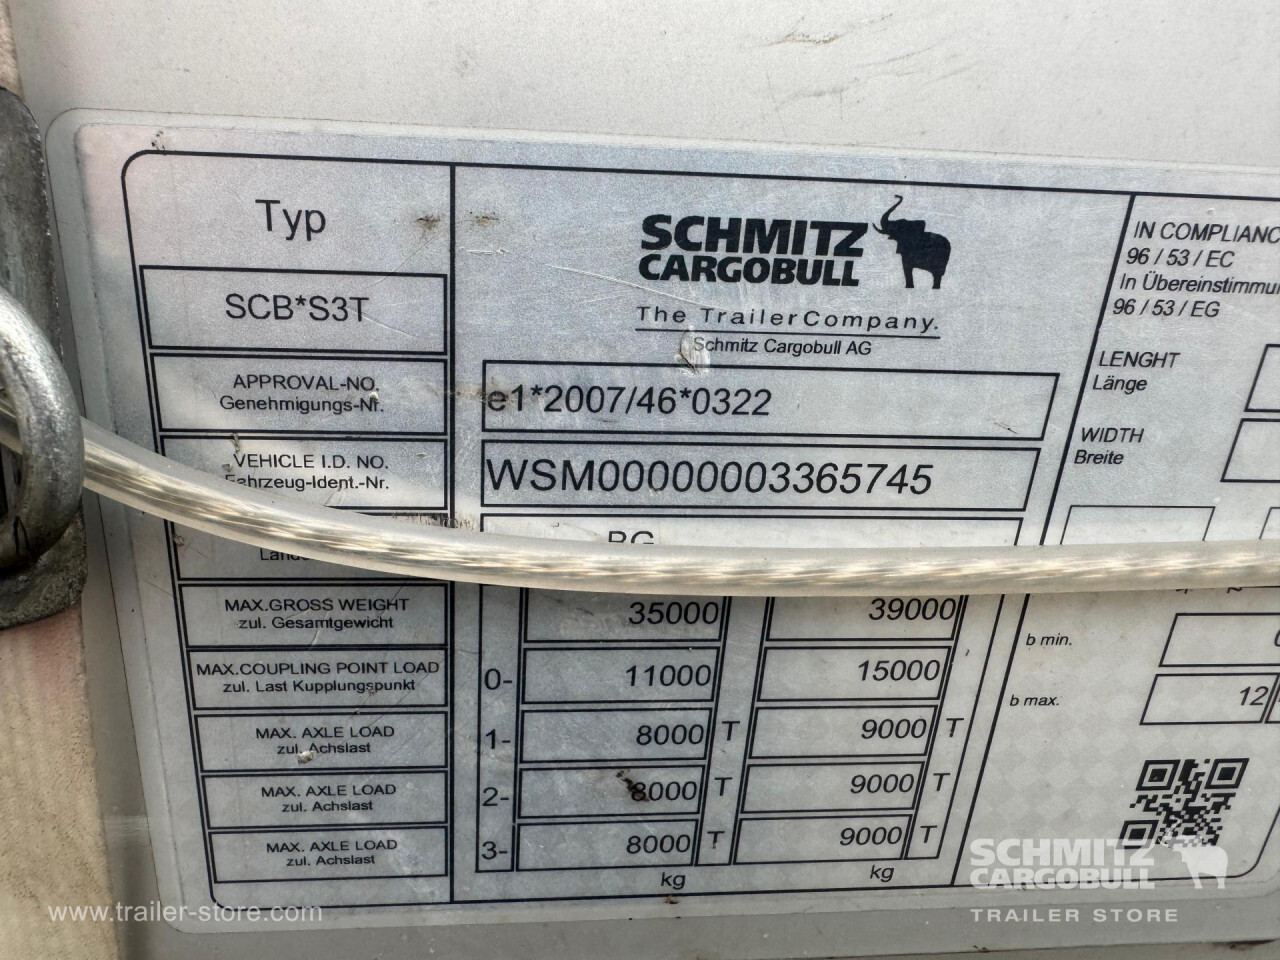 Typ
SCB*S3T
SCHMITZ
CARGOBULL
The TrailerCompany.
Schmitz Cargobull AG
APPROVAL-NO.
Genehmigungs-Nr.
e1*2007/46*0322
VEHICLE I.D. NO.
Fahrzeug-Ident.-Nr.
WSM00000003365745
BG
MAX.GROSS WEIGHT
zul. Gesamtgewicht
35000
39000
MAX.COUPLING POINT LOAD
zul. Last Kupplungspunkt
0-
11000
15000
MAX. AXLE LOAD
zul. Achslast
1-
8000 T
9000 T
MAX. AXLE LOAD
zul. Achslast
2-
8000 T
9000 T
MAX. AXLE LOAD
zul. Achslast
3-
8000 T
9000 T
kg
kg
IN
96 / 53 / EC
In
96 / 53 / EG
LENGHT
Länge
WIDTH
Breite
b min.
b max.
12
www.trailer-store.com
SCHMITZ
CARGOBULL
TRAILER STORE